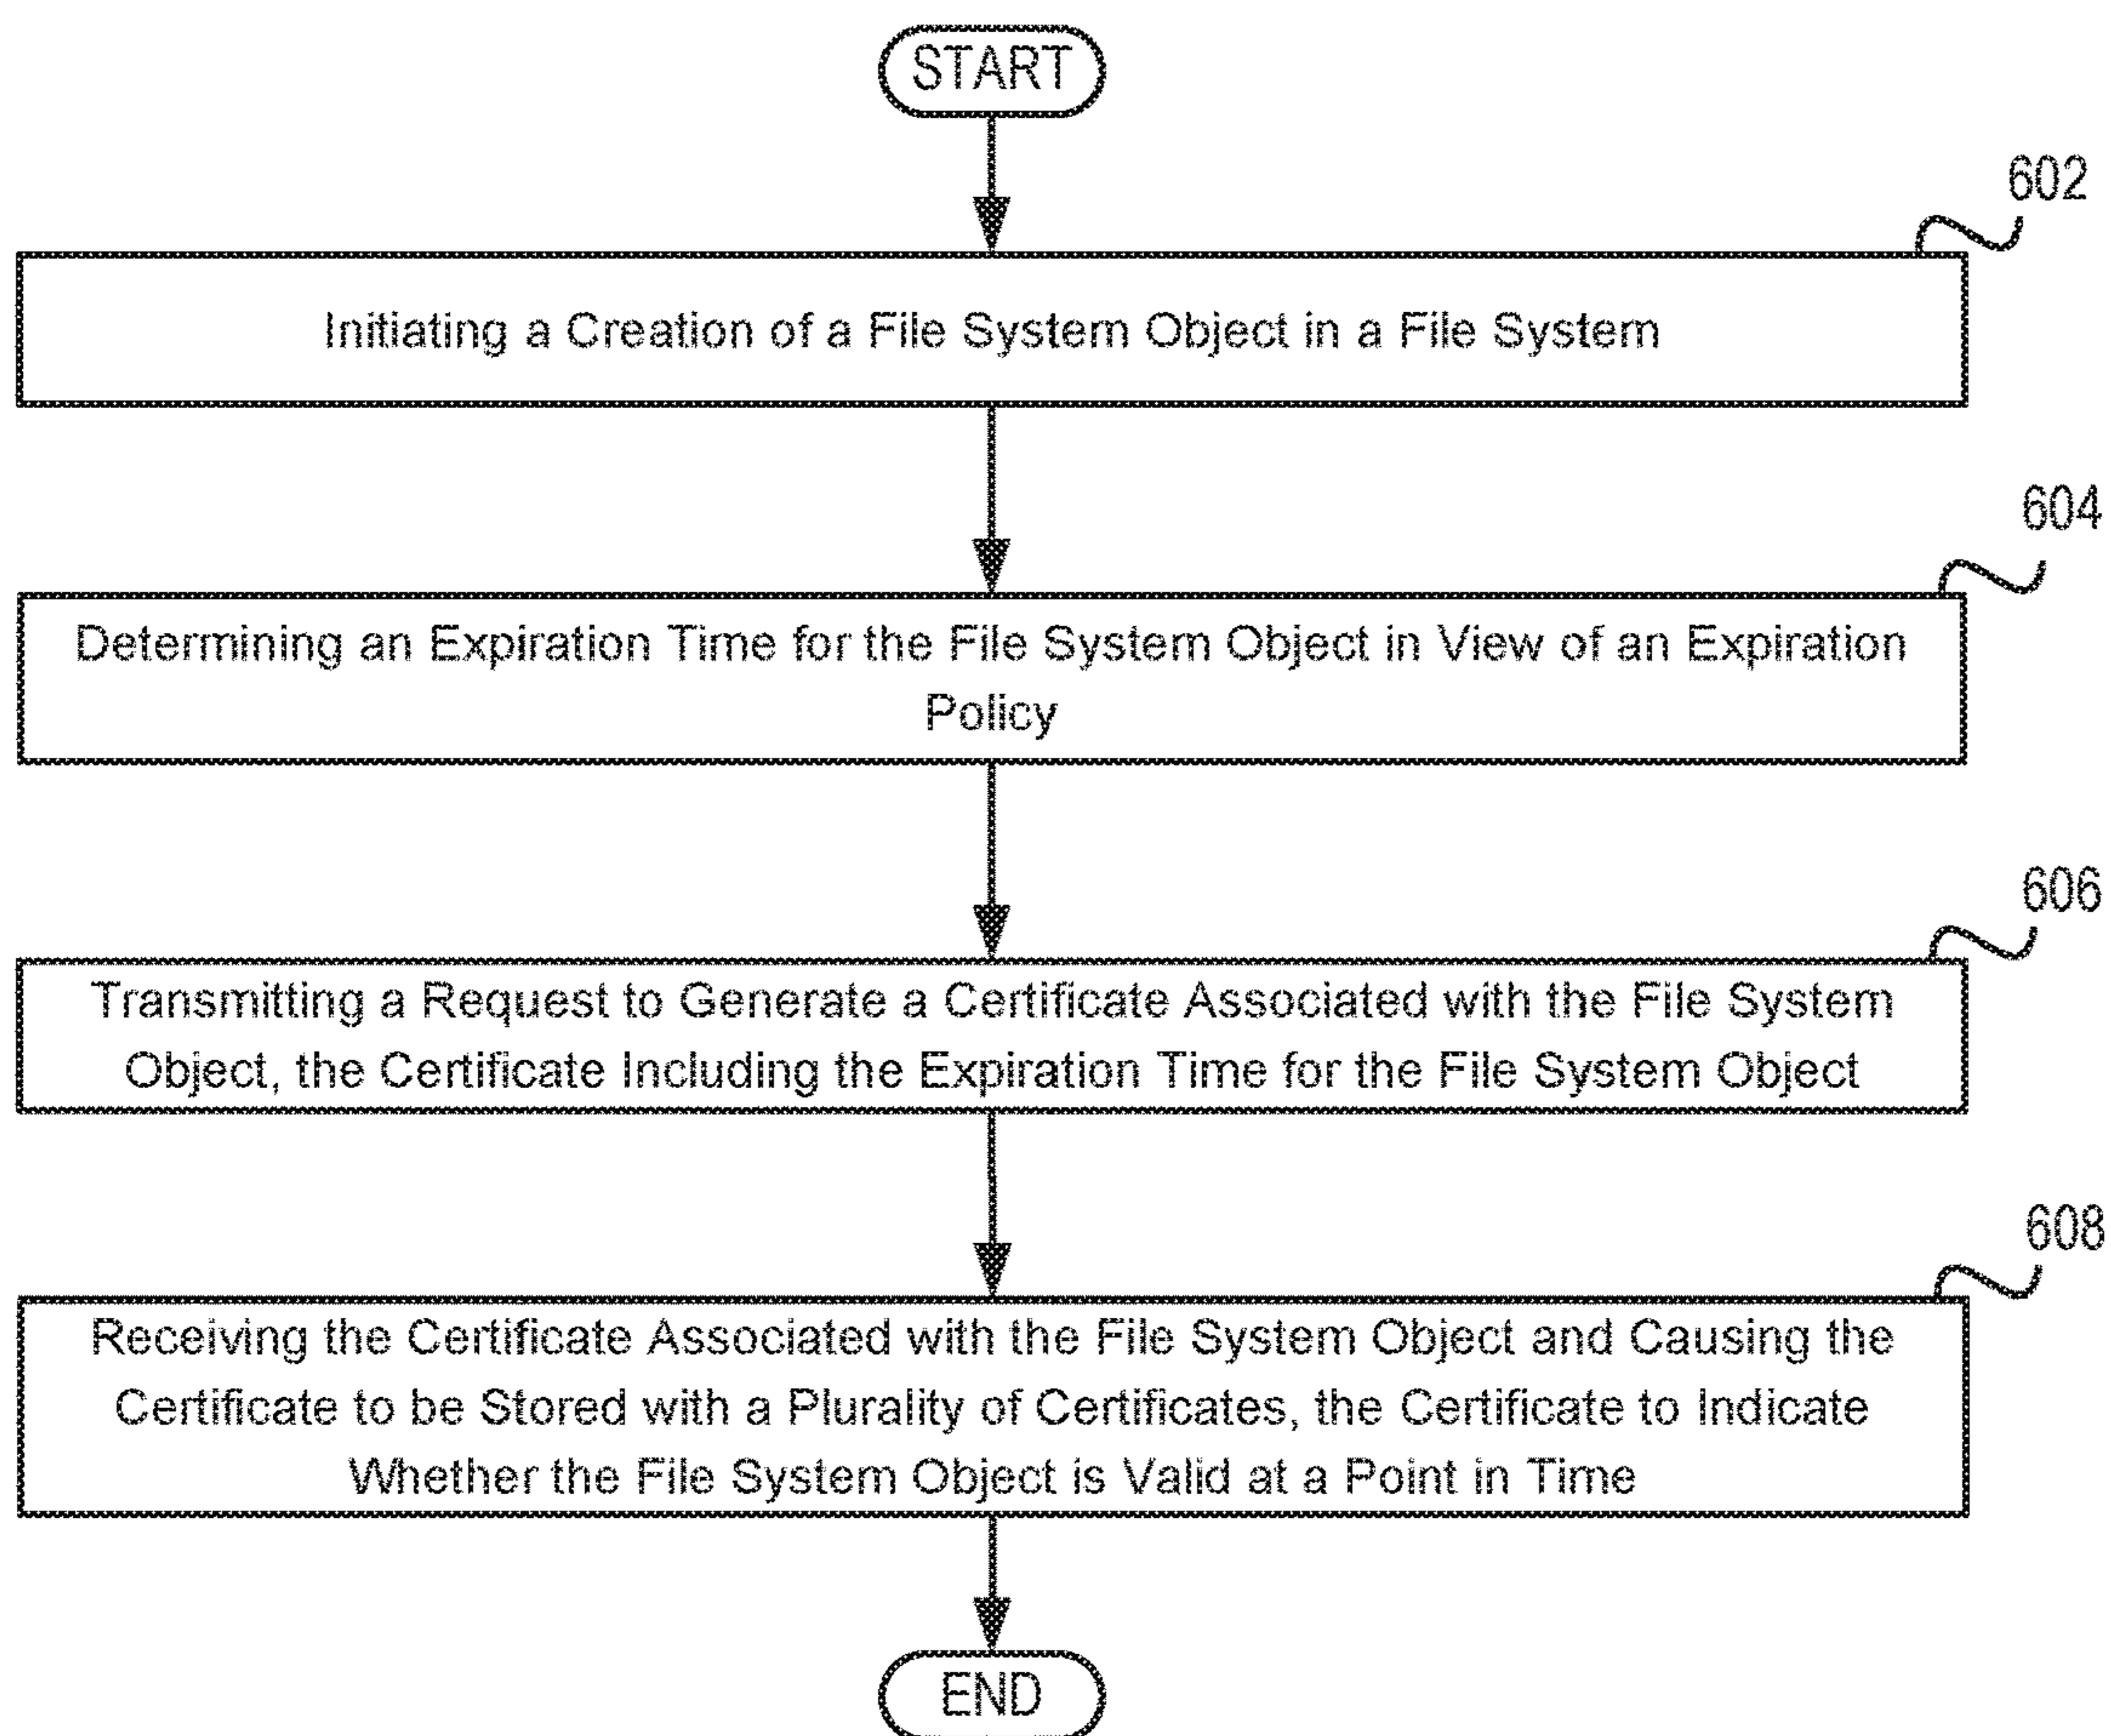 START
602
Initiating a Creation of a File System Object in a File System
604
Determining an Expiration Time for the File System Object in View of an Expiration
Policy
606
Transmitting a Request to Generate a Certificate Associated with the File System
Object, the Certificate Including the Expiration Time for the File System Object
608
Receiving the Certificate Associated with the File System Object and Causing the
Certificate to be Stored with a Plurality of Certificates, the Certificate to Indicate
Whether the File System Object is Valid at a Point in Time
END